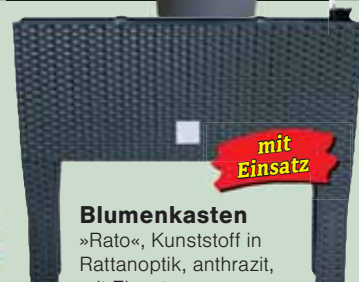 mit
Einsatz
Blumenkasten
»Rato«, Kunststoff in
Rattanoptik, anthrazit,